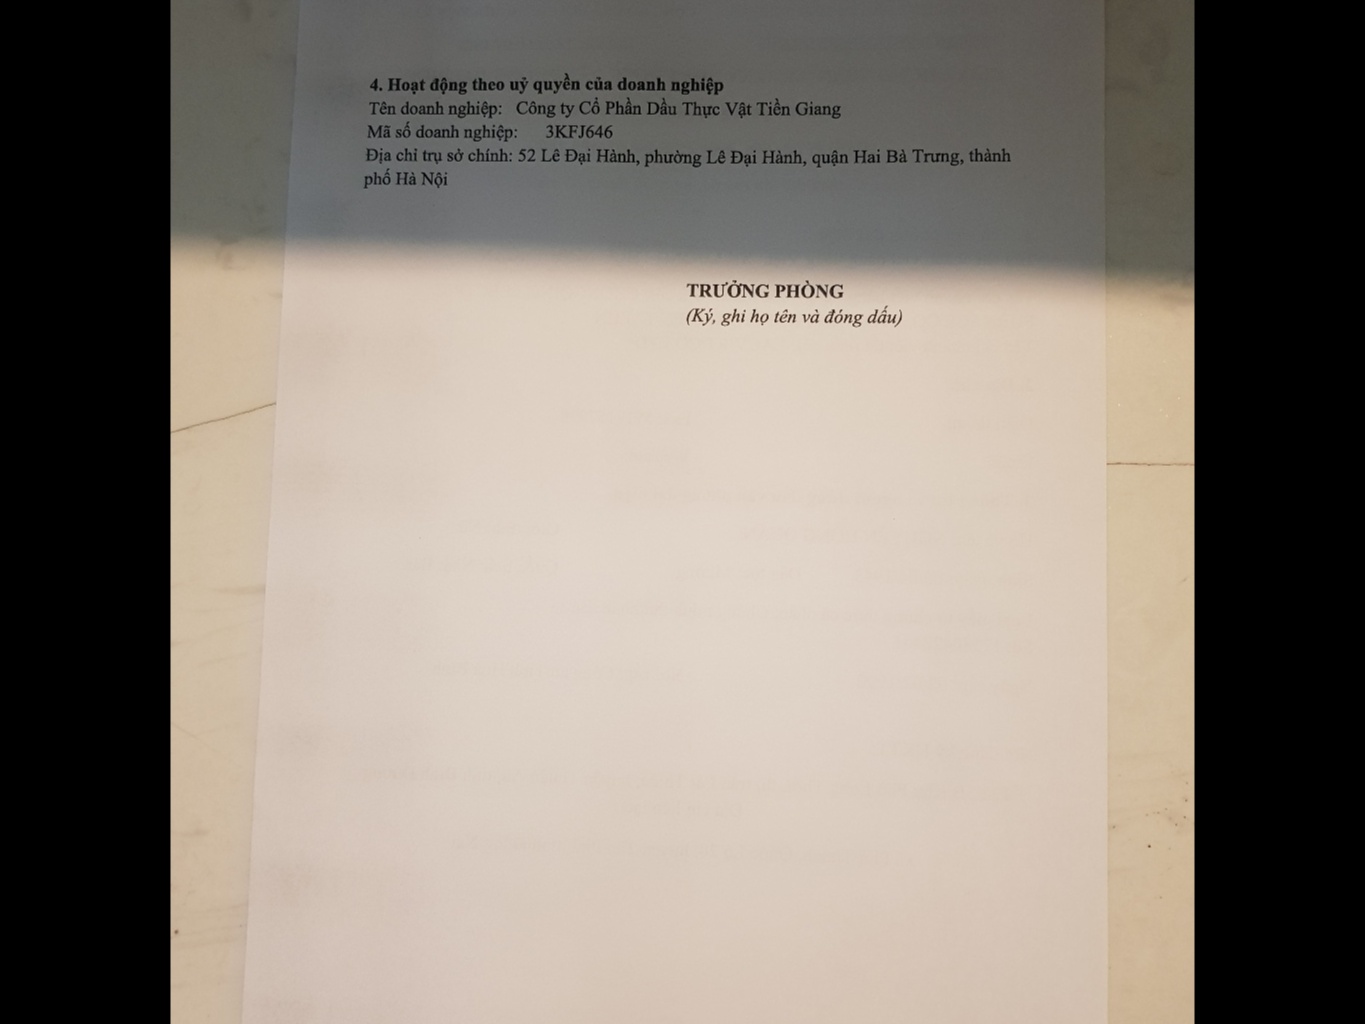 4. Hoạt động theo uỷ quyền của doanh nghiệp
Tên doanh nghiệp: Công ty Cổ Phần Dầu Thực Vật Tiền Giang
Mã số doanh nghiệp: 3KFJ646
Địa chỉ trụ sở chính: 52 Lê Đại Hành, phường Lê Đại Hành, quận Hai Bà Trưng, thành
phố Hà Nội
TRƯỞNG PHÒNG
(Ký, ghi họ tên và đóng dấu)